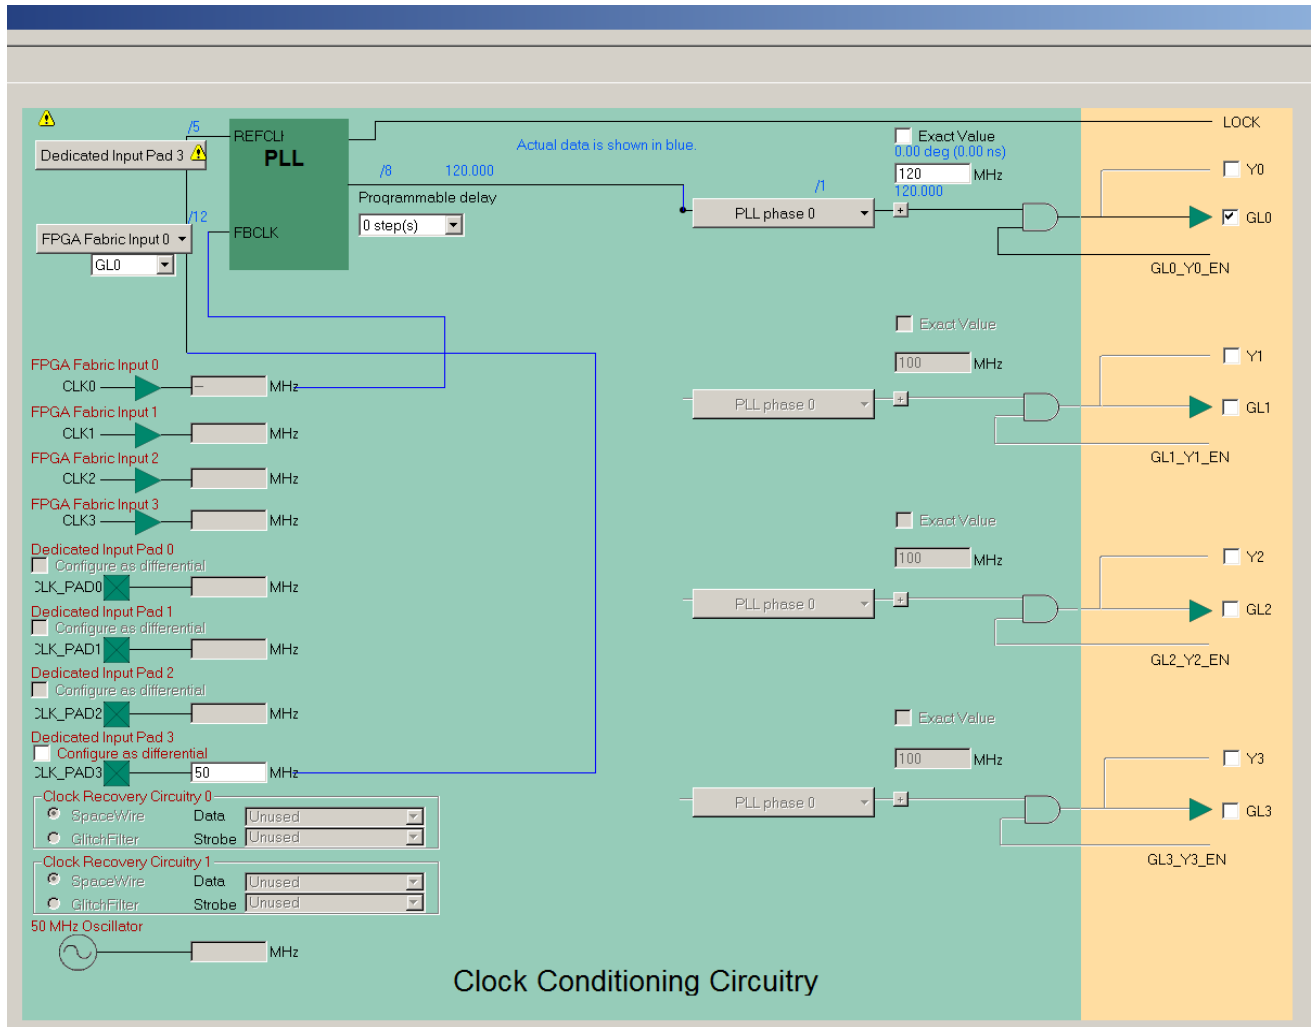 LOCK
/5
REFCLK
PLL
Dedicated Input Pad 3
Actual data is shown in blue.
Exact Value
0.00 deg (0.00 ns)
120 MHz
120.000
Y0
/8 120.000
Programmable delay
0 step(s)
/1
PLL phase 0
+
GL0
/12
FPGA Fabric Input 0
FBCLK
GL0
GL0_Y0_EN
Exact Value
100 MHz
Y1
FPGA Fabric Input 0
CLK0 – MHz
PLL phase 0
+
GL1
FPGA Fabric Input 1
CLK1 MHz
GL1_Y1_EN
FPGA Fabric Input 2
CLK2 MHz
FPGA Fabric Input 3
CLK3 MHz
Exact Value
Dedicated Input Pad 0
Configure as differential
CLK_PAD0 MHz
100 MHz
Y2
PLL phase 0
+
GL2
Dedicated Input Pad 1
Configure as differential
CLK_PAD1 MHz
GL2_Y2_EN
Dedicated Input Pad 2
Configure as differential
CLK_PAD2 MHz
Exact Value
Dedicated Input Pad 3
Configure as differential
CLK_PAD3 50 MHz
100 MHz
Y3
Clock Recovery Circuitry 0
SpaceWire Data Unused
GlitchFilter Strobe Unused
PLL phase 0
+
GL3
GL3_Y3_EN
Clock Recovery Circuitry 1
SpaceWire Data Unused
GlitchFilter Strobe Unused
50 MHz Oscillator
MHz
Clock Conditioning Circuitry